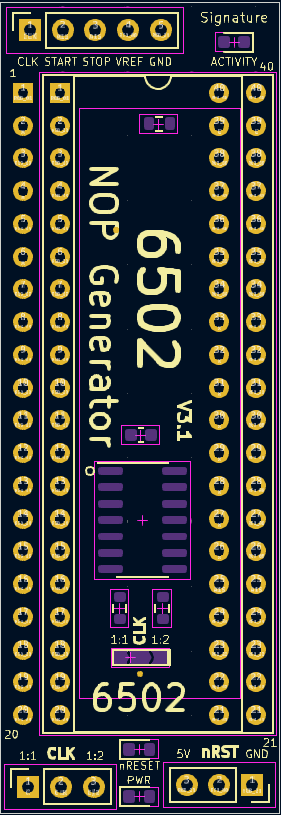 Signature
CLK START STOP VREF GND
ACTIVITY
1
40
NOP Generator
6502
V3.1
CLK
1:1
1:2
6502
20
21
1:1 CLK 1:2
nRESET
PWR
5V nRST GND